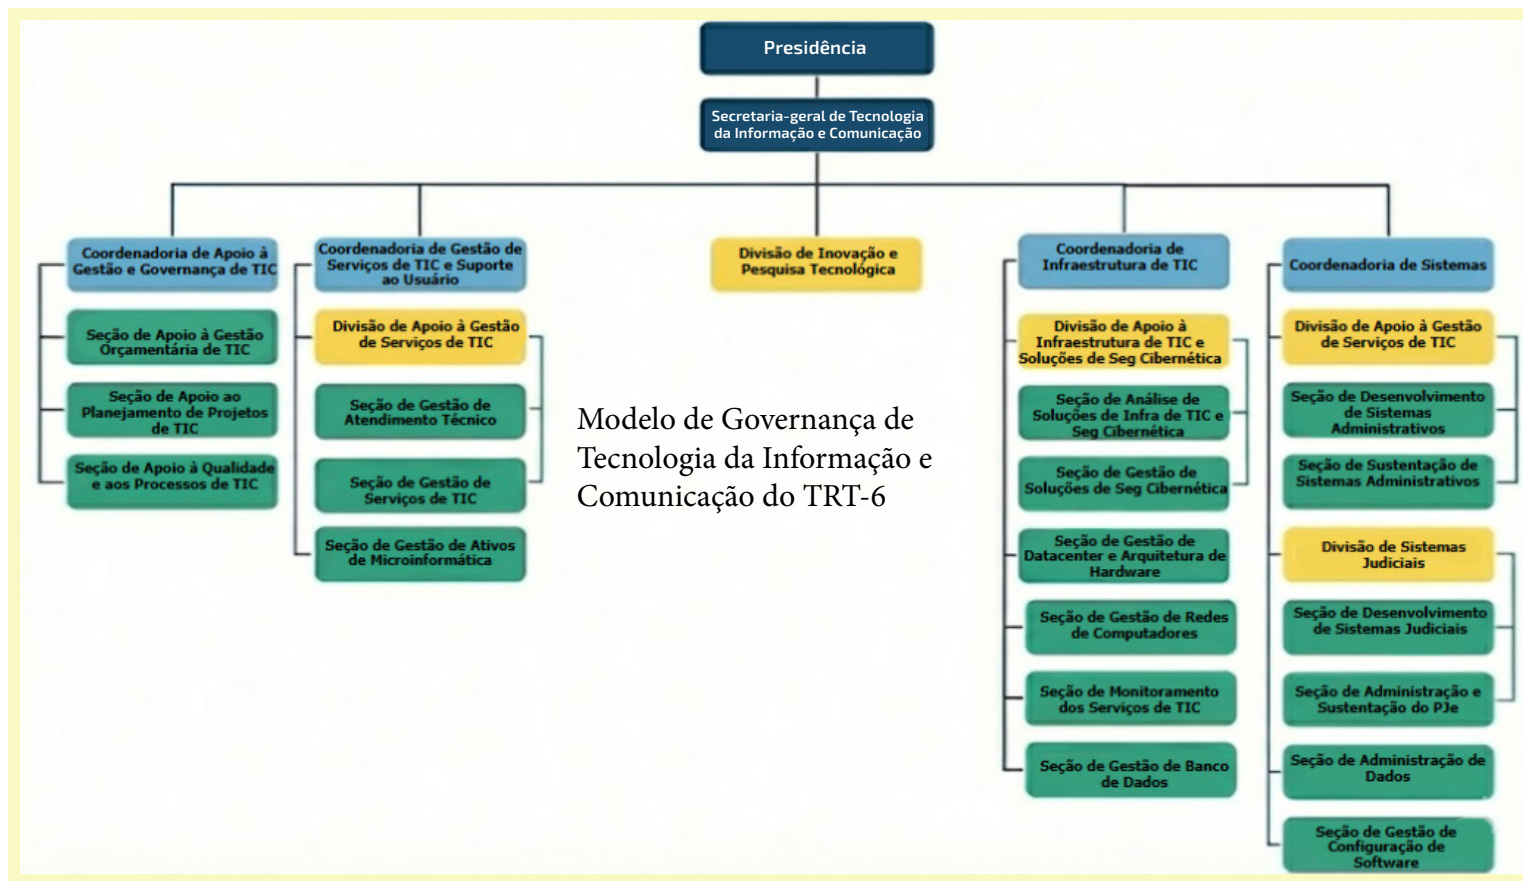 Presidência
Secretaria-geral de Tecnologia
da Informação e Comunicação
Coordenadoria de Apoio à
Gestão e Governança de TIC
Seção de Apoio à Gestão
Orçamentária de TIC
Seção de Apoio ao
Planejamento de Projetos
de TIC
Seção de Apoio à Qualidade
e aos Processos de TIC
Coordenadoria de Gestão de
Serviços de TIC e Suporte
ao Usuário
Divisão de Apoio à Gestão
de Serviços de TIC
Seção de Gestão de
Atendimento Técnico
Seção de Gestão de
Serviços de TIC
Seção de Gestão de Ativos
de Microinformática
Divisão de Inovação e
Pesquisa Tecnológica
Modelo de Governança de
Tecnologia da Informação e
Comunicação do TRT-6
Coordenadoria de
Infraestrutura de TIC
Divisão de Apoio à
Infraestrutura de TIC e
Soluções de Seg Cibernética
Seção de Análise de
Soluções de Infra de TIC e
Seg Cibernética
Seção de Gestão de
Soluções de Seg Cibernética
Seção de Gestão de
Datacenter e Arquitetura de
Hardware
Seção de Gestão de Redes
de Computadores
Seção de Monitoramento
dos Serviços de TIC
Seção de Gestão de Banco
de Dados
Coordenadoria de Sistemas
Divisão de Apoio à Gestão
de Serviços de TIC
Seção de Desenvolvimento
de Sistemas
Administrativos
Seção de Sustentação de
Sistemas Administrativos
Divisão de Sistemas
Judiciais
Seção de Desenvolvimento
de Sistemas Judiciais
Seção de Administração e
Sustentação do PJe
Seção de Administração de
Dados
Seção de Gestão de
Configuração de
Software